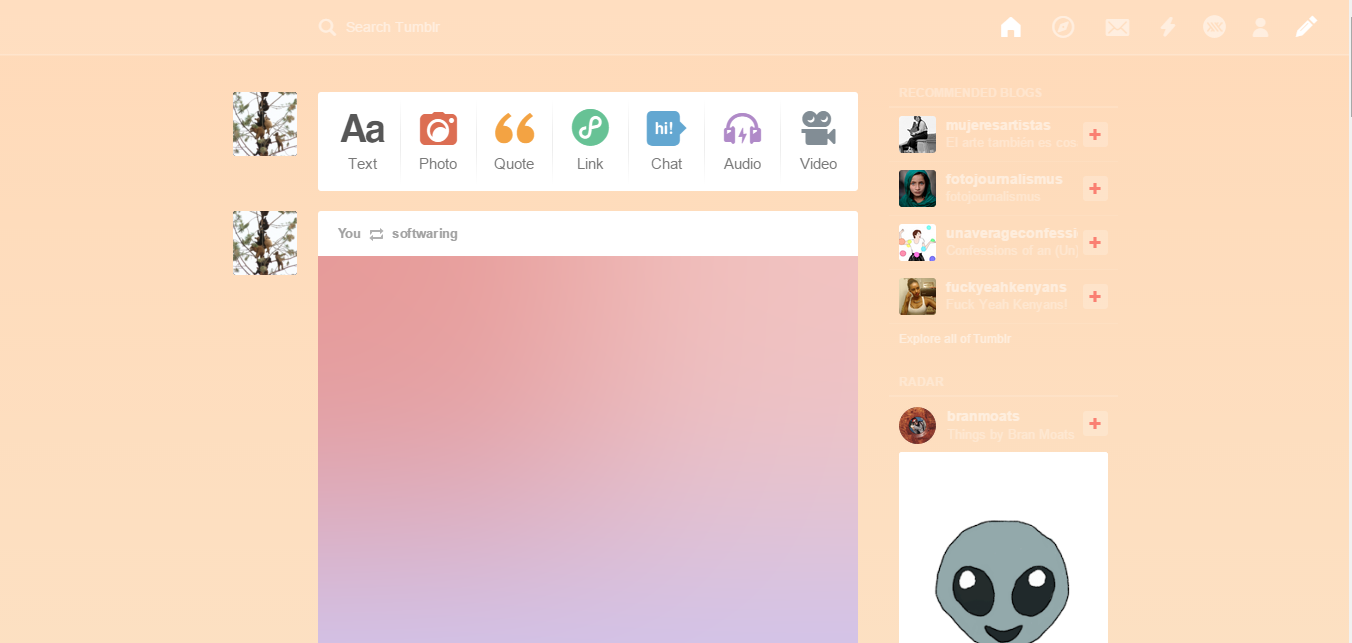 Search Tumblr
Aa
hi!
Text
Photo
Quote
Link
Chat
Audio
Video
You
softwaring
RECOMMENDED BLOGS
mujeresartistas
El arte también es cos
fotojournalismus
fotojournalismus
unaverageconfessi
Confessions of an (Un
fuckyeahkenyans
Fuck Yeah Kenyans!
Explore all of Tumblr
RADAR
branmoats
Things by Bran Moats